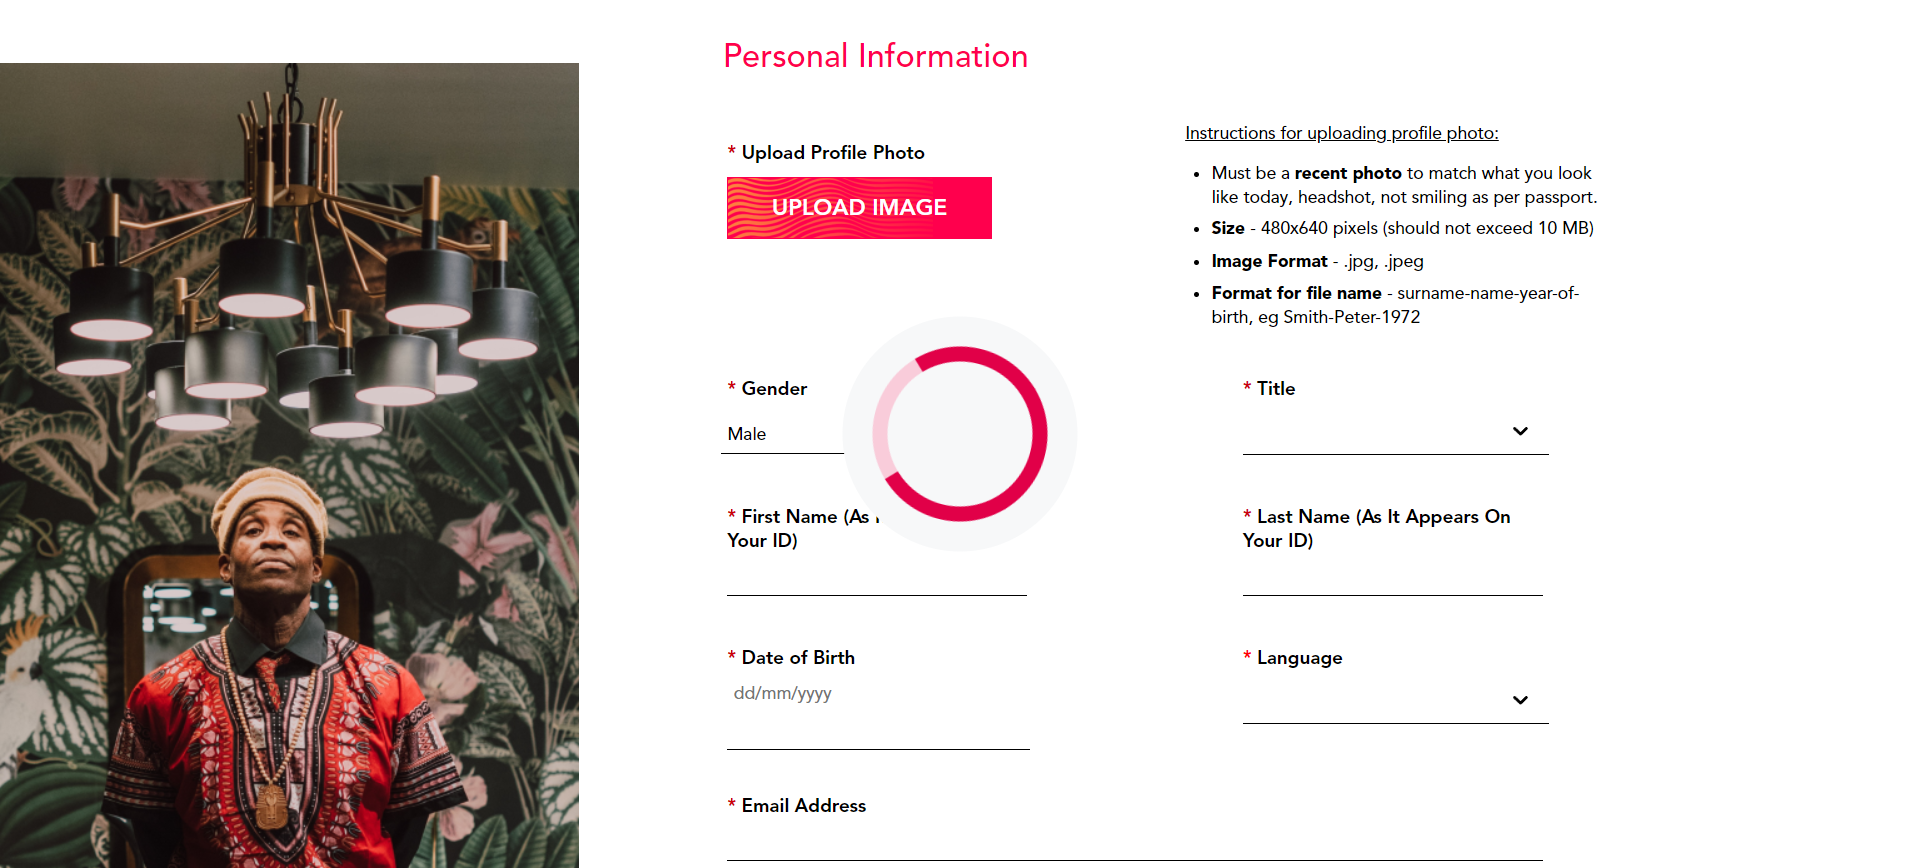 Personal Information
* Upload Profile Photo
UPLOAD IMAGE
Instructions for uploading profile photo:
• Must be a recent photo to match what you look
like today, headshot, not smiling as per passport.
• Size - 480x640 pixels (should not exceed 10 MB)
• Image Format - .jpg, .jpeg
• Format for file name - surname-name-year-of-
birth, eg Smith-Peter-1972
* Gender
Male
* Title
* First Name (As
Your ID)
* Last Name (As It Appears On
Your ID)
* Date of Birth
dd/mm/yyyy
* Language
* Email Address